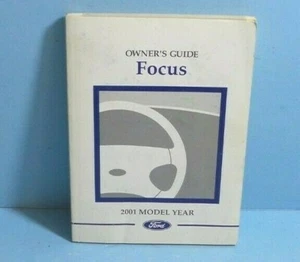 OWNER'S GUIDE
Focus
2001 MODEL YEAR
Ford